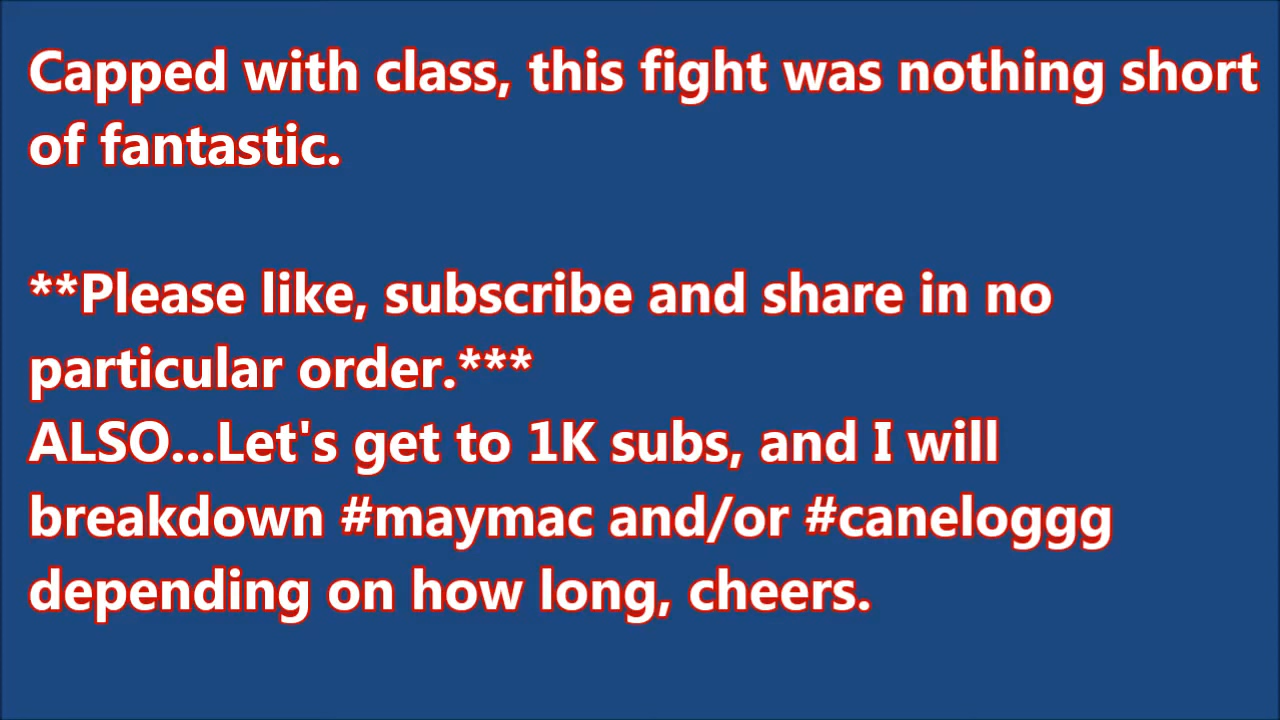 Capped with class, this fight was nothing short
of fantastic.
**Please like, subscribe and share in no
particular order.***
ALSO...Let's get to 1K subs, and I will
breakdown #maymac and/or #caneloggg
depending on how long, cheers.